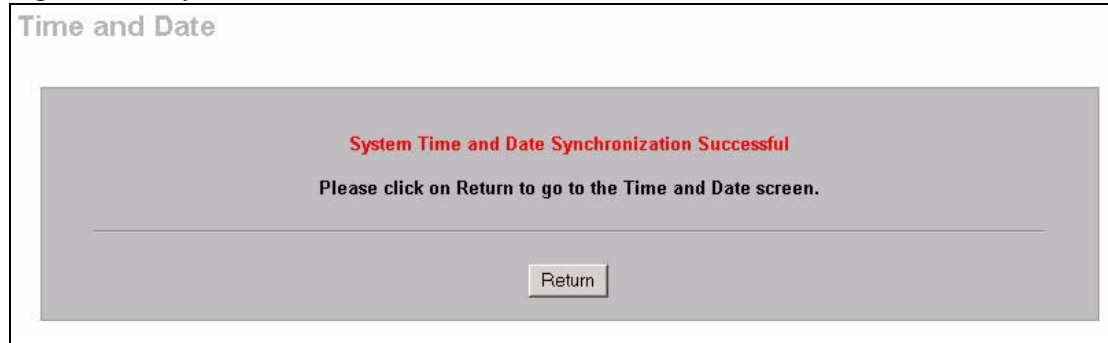 Time and Date
System Time and Date Synchronization Successful
Please click on Return to go to the Time and Date screen.
Return